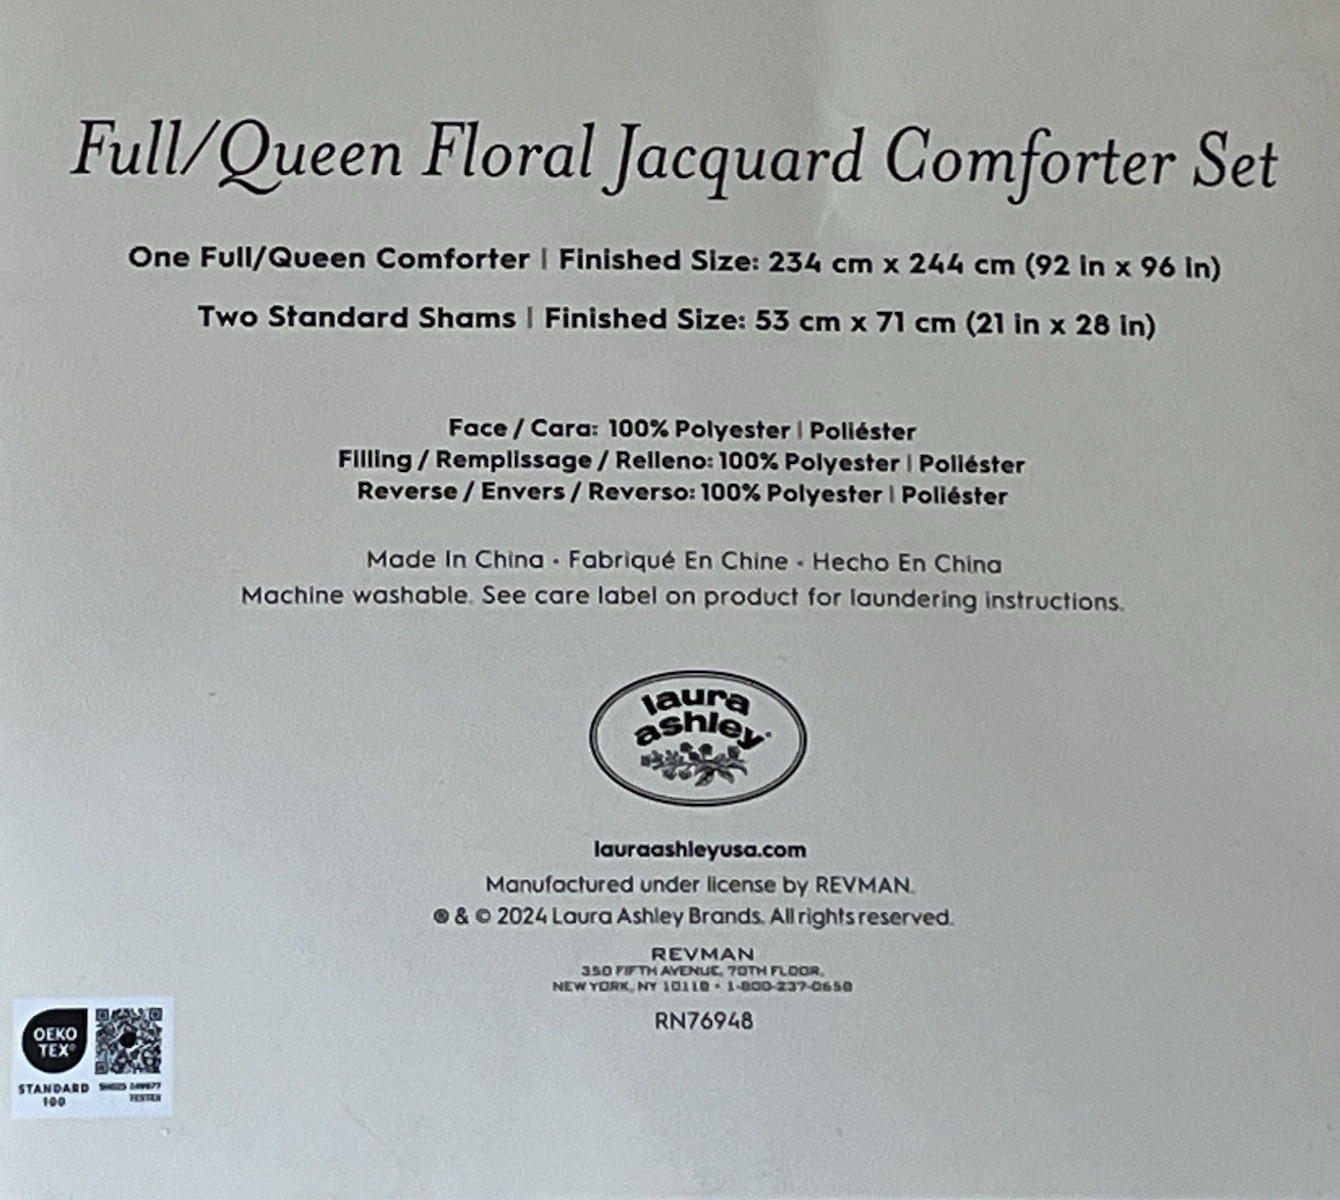 Full/Queen Floral Jacquard Comforter Set
One Full/Queen Comforter | Finished Size: 234 cm x 244 cm (92 in x 96 in)
Two Standard Shams | Finished Size: 53 cm x 71 cm (21 in x 28 in)
Face / Cara: 100% Polyester | Poliéster
Filling / Remplissage / Relleno: 100% Polyester | Poliéster
Reverse / Envers / Reverso: 100% Polyester | Poliéster
Made In China • Fabriqué En Chine • Hecho En China
Machine washable. See care label on product for laundering instructions.
laura
ashley
lauraashleyusa.com
Manufactured under license by REVMAN.
® & © 2024 Laura Ashley Brands. All rights reserved.
REVMAN
350 FIFTH AVENUE, 70TH FLOOR,
NEW YORK, NY 10118 • 1-800-237-0658
RN76948
OEKO
TEX®
STANDARD
100
TESTEX